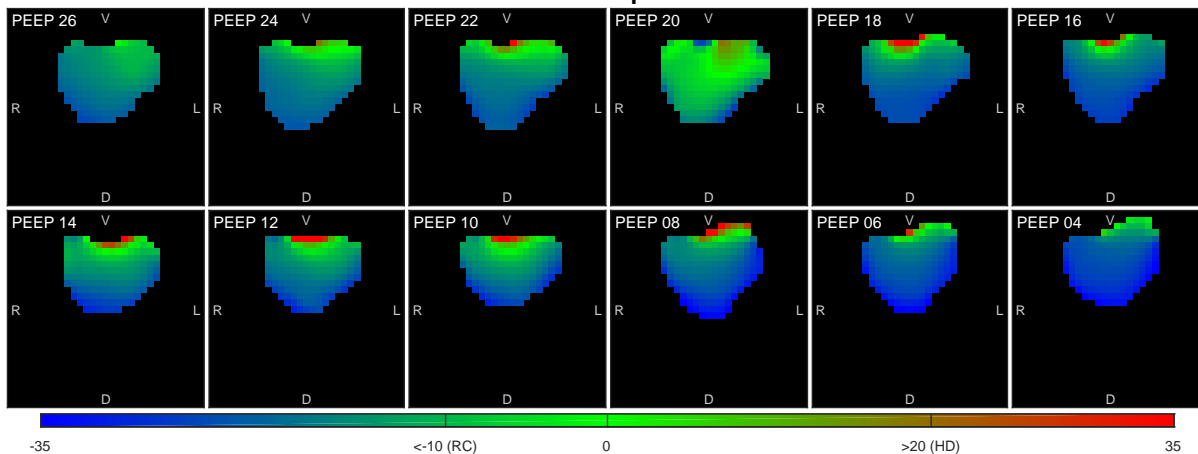 PEEP 26 V R L D
PEEP 24 V D
PEEP 22 V D
PEEP 20 V D
PEEP 18 V D
PEEP 16 V R L D
PEEP 14 V R L D
PEEP 12 V D
PEEP 10 V D
PEEP 08 V R L D
PEEP 06 V R L D
PEEP 04 V R L D
-35 <-10 (RC) 0 >20 (HD) 35